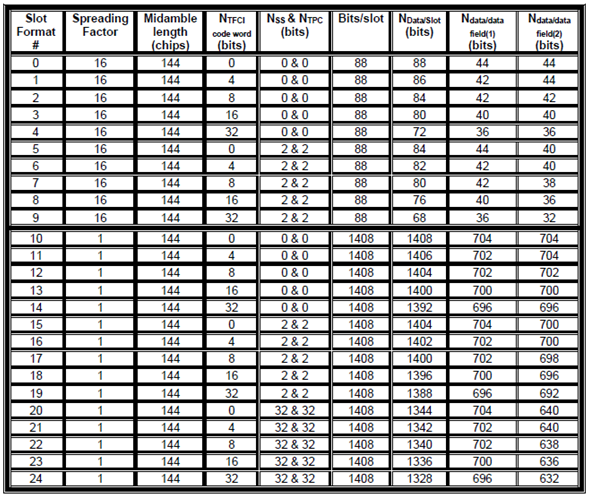 Slot Format # Spreading Factor Midamble length (chips) NTFCI code word (bits) NSS & NTPC (bits) Bits/slot NData/Slot (bits) Ndata/data field(1) (bits) Ndata/data field(2) (bits)
0 16 144 0 0 & 0 88 88 44 44
1 16 144 4 0 & 0 88 86 42 44
2 16 144 8 0 & 0 88 84 42 42
3 16 144 16 0 & 0 88 80 40 40
4 16 144 32 0 & 0 88 72 36 36
5 16 144 0 2 & 2 88 84 44 40
6 16 144 4 2 & 2 88 82 42 40
7 16 144 8 2 & 2 88 80 42 38
8 16 144 16 2 & 2 88 76 40 36
9 16 144 32 2 & 2 88 68 36 32
10 1 144 0 0 & 0 1408 1408 704 704
11 1 144 4 0 & 0 1408 1406 702 704
12 1 144 8 0 & 0 1408 1404 702 702
13 1 144 16 0 & 0 1408 1400 700 700
14 1 144 32 0 & 0 1408 1392 696 696
15 1 144 0 2 & 2 1408 1404 704 700
16 1 144 4 2 & 2 1408 1402 702 700
17 1 144 8 2 & 2 1408 1400 702 698
18 1 144 16 2 & 2 1408 1396 700 696
19 1 144 32 2 & 2 1408 1388 696 692
20 1 144 0 32 & 32 1408 1344 704 640
21 1 144 4 32 & 32 1408 1342 702 640
22 1 144 8 32 & 32 1408 1340 702 638
23 1 144 16 32 & 32 1408 1336 700 636
24 1 144 32 32 & 32 1408 1328 696 632